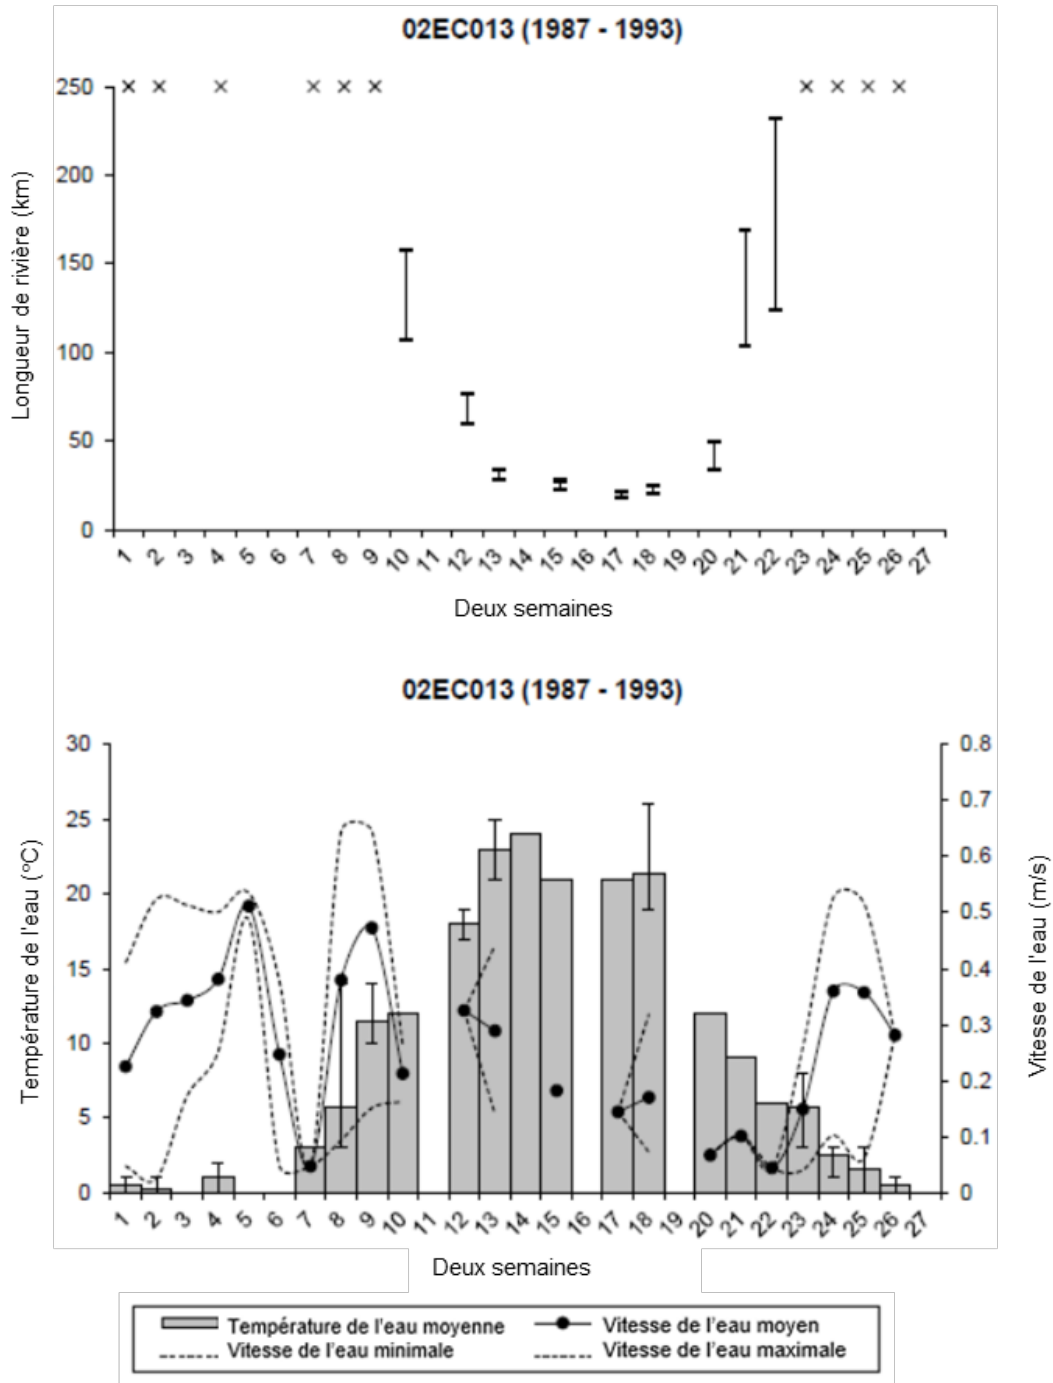 02EC013 (1987 - 1993)
250
200
150
100
50
0
Longueur de rivière (km)
1 2 3 4 5 6 7 8 9 10 11 12 13 14 15 16 17 18 19 20 21 22 23 24 25 26 27
Deux semaines
02EC013 (1987 - 1993)
30
25
20
15
10
5
0
Température de l'eau (°C)
0.8
0.7
0.6
0.5
0.4
0.3
0.2
0.1
0
Vitesse de l'eau (m/s)
1 2 3 4 5 6 7 8 9 10 11 12 13 14 15 16 17 18 19 20 21 22 23 24 25 26 27
Deux semaines
Température de l'eau moyenne
Vitesse de l'eau moyen
Vitesse de l'eau minimale
Vitesse de l'eau maximale